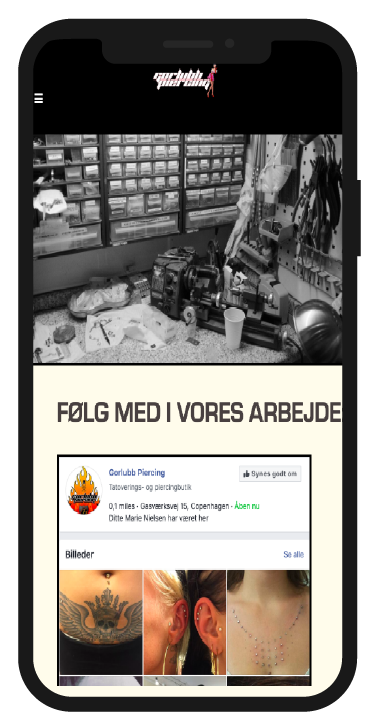 Gorlubb
Piercing
FØLG MED I VORES ARBEJDE
Gorlubb Piercing
Synes godt om
Tatoverings- og piercingbutik
0,1 miles · Gasværksvej 15, Copenhagen · Åben nu
Ditte Marie Nielsen har været her
Billeder
Se alle